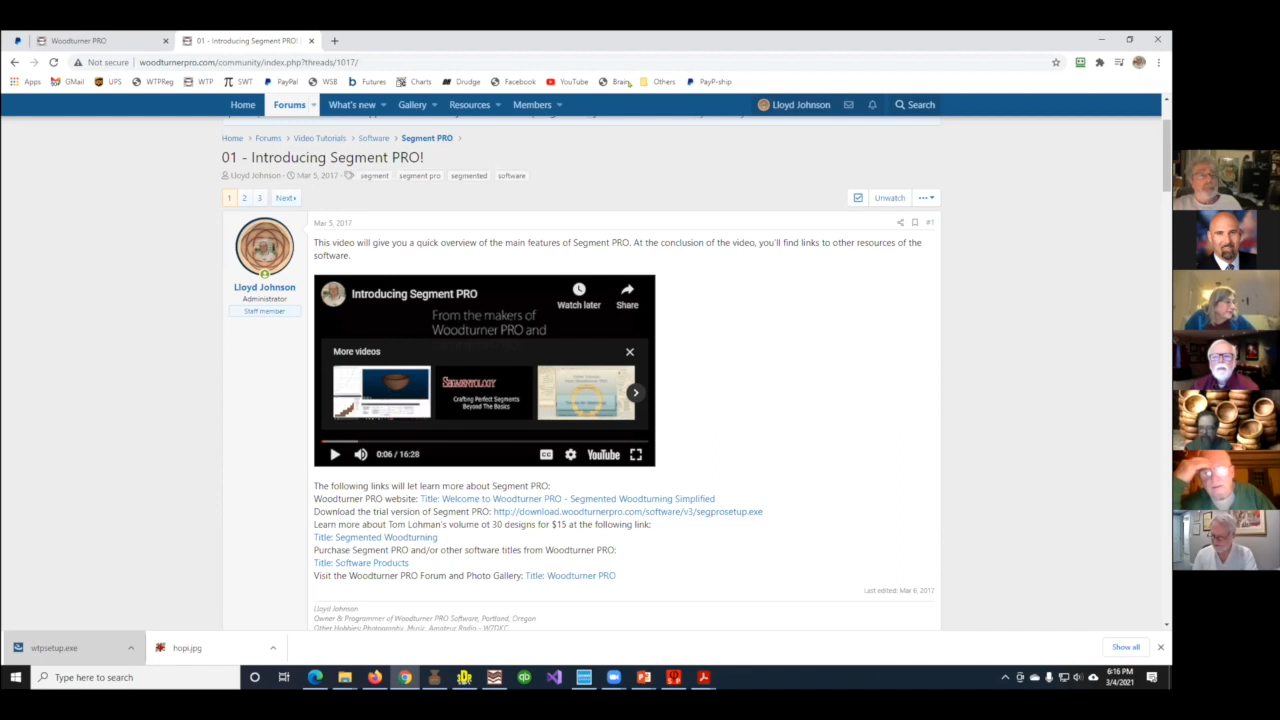 Woodturner PRO
01 - Introducing Segment PRO!
Not secure | woodturnerpro.com/community/index.php?threads/1017/
Apps GMail UPS WTPReg WTP SWT PayPal WSB Futures Charts Drudge Facebook YouTube Brain Others PayP-ship
Home Forums What's new Gallery Resources Members Lloyd Johnson Search
Home > Forums > Video Tutorials > Software > Segment PRO >
01 - Introducing Segment PRO!
Lloyd Johnson · Mar 5, 2017 · segment segment pro segmented software
1 2 3 Next Unwatch •••
Mar 5, 2017 #1
This video will give you a quick overview of the main features of Segment PRO. At the conclusion of the video, you'll find links to other resources of the
software.
Lloyd Johnson
Administrator
Staff member
Introducing Segment PRO
Watch later Share
From the makers of
Woodturner PRO and
More videos
SEGMENTOLOGY
Crafting Perfect Segments
Beyond The Basics
0:06 / 16:28 CC YouTube
The following links will let learn more about Segment PRO:
Woodturner PRO website: Title: Welcome to Woodturner PRO - Segmented Woodturning Simplified
Download the trial version of Segment PRO: http://download.woodturnerpro.com/software/v3/segprosetup.exe
Learn more about Tom Lohman's volume ot 30 designs for $15 at the following link:
Title: Segmented Woodturning
Purchase Segment PRO and/or other software titles from Woodturner PRO:
Title: Software Products
Visit the Woodturner PRO Forum and Photo Gallery: Title: Woodturner PRO
Last edited: Mar 6, 2017
Lloyd Johnson
Owner & Programmer of Woodturner PRO Software, Portland, Oregon
Other Hobbies: Photography, Music, Amateur Radio - W7DKC
wtpsetup.exe hopi.jpg Show all
Type here to search
6:16 PM
3/4/2021